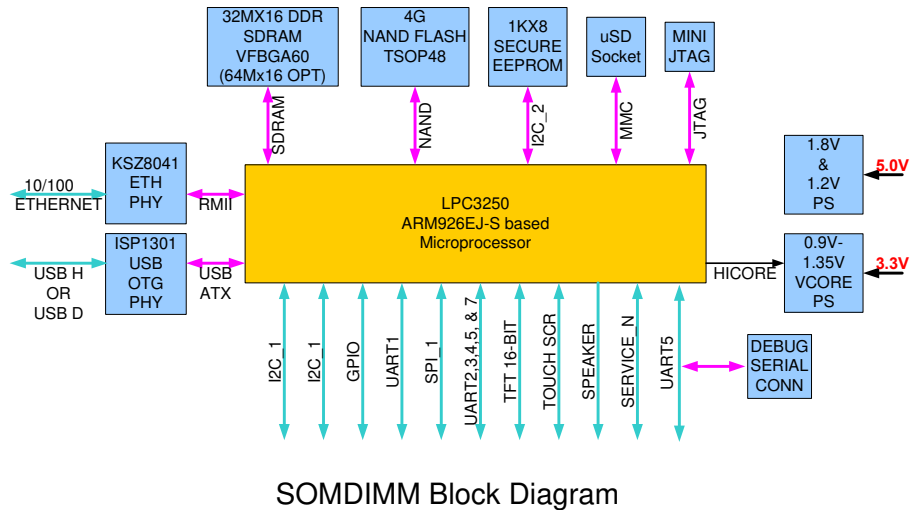 32MX16 DDR
SDRAM
VFBGA60
(64Mx16 OPT)
4G
NAND FLASH
TSOP48
1KX8
SECURE
EEPROM
uSD
Socket
MINI
JTAG
SDRAM
NAND
I2C_2
MMC
JTAG
KSZ8041
ETH
PHY
10/100
ETHERNET
RMII
LPC3250
ARM926EJ-S based
Microprocessor
1.8V
&
1.2V
PS
5.0V
ISP1301
USB
OTG
PHY
USB H
OR
USB D
USB
ATX
HICORE
0.9V-
1.35V
VCORE
PS
3.3V
I2C_1
I2C_1
GPIO
UART1
SPI_1
UART2,3,4,5, & 7
TFT 16-BIT
TOUCH SCR
SPEAKER
SERVICE_N
UART5
DEBUG
SERIAL
CONN
SOMDIMM Block Diagram